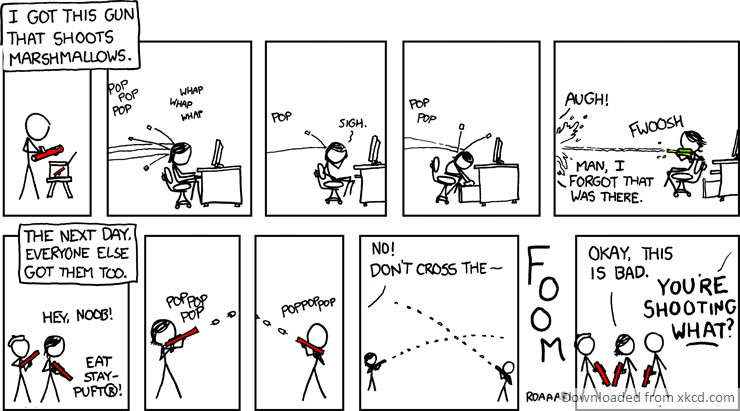 I GOT THIS GUN
THAT SHOOTS
MARSHMALLOWS.
POP
POP
POP
WHAP
WHAP
WHAP
POP
SIGH.
POP
POP
AUGH!
FWOOSH
MAN, I
FORGOT THAT
WAS THERE.
THE NEXT DAY.
EVERYONE ELSE
GOT THEM TOO.
HEY, NOOB!
EAT
STAY-
PUFT®!
POP POP
POP
POPPOPPOP
NO!
DON'T CROSS THE~
FOOM
OKAY, THIS
IS BAD.
YOU'RE
SHOOTING
WHAT?
Downloaded from xkcd.com